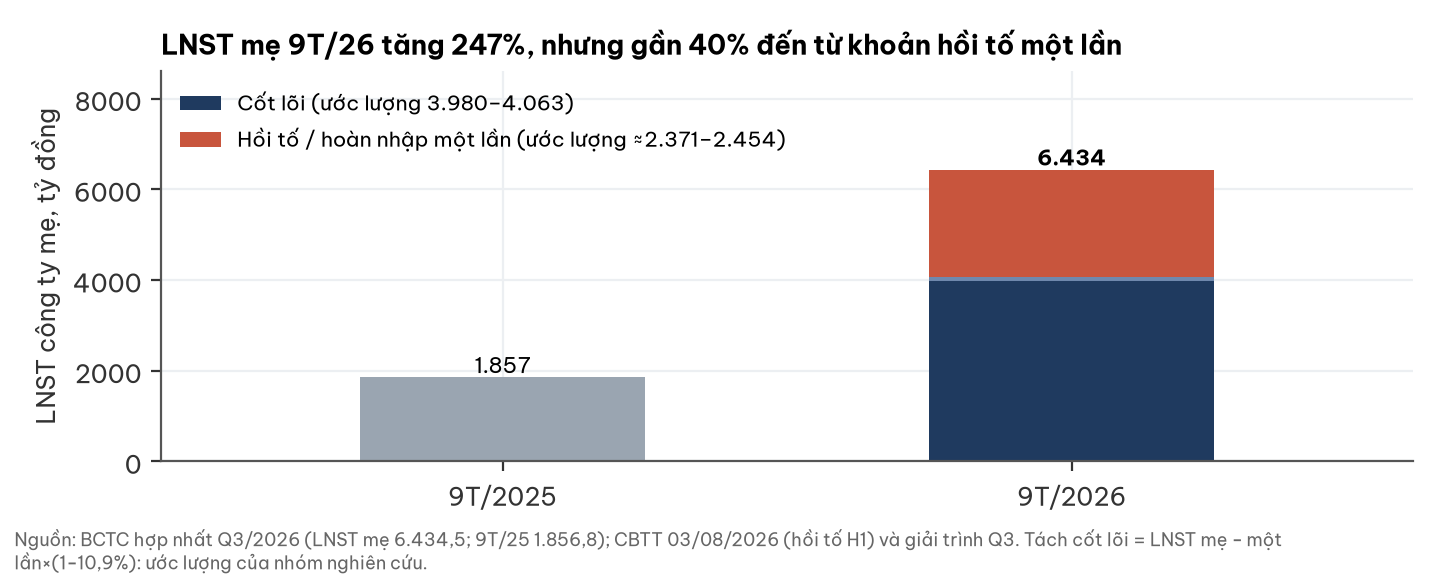 LNST mẹ 9T/26 tăng 247%, nhưng gần 40% đến từ khoản hồi tố một lần
LNST công ty mẹ, tỷ đồng
8000
6000
4000
2000
0
Cốt lõi (ước lượng 3.980–4.063)
Hồi tố / hoàn nhập một lần (ước lượng ≈2.371–2.454)
1.857
6.434
9T/2025
9T/2026
Nguồn: BCTC hợp nhất Q3/2026 (LNST mẹ 6.434,5; 9T/25 1.856,8); CBTT 03/08/2026 (hồi tố H1) và giải trình Q3. Tách cốt lõi = LNST mẹ − một
lần×(1−10,9%): ước lượng của nhóm nghiên cứu.